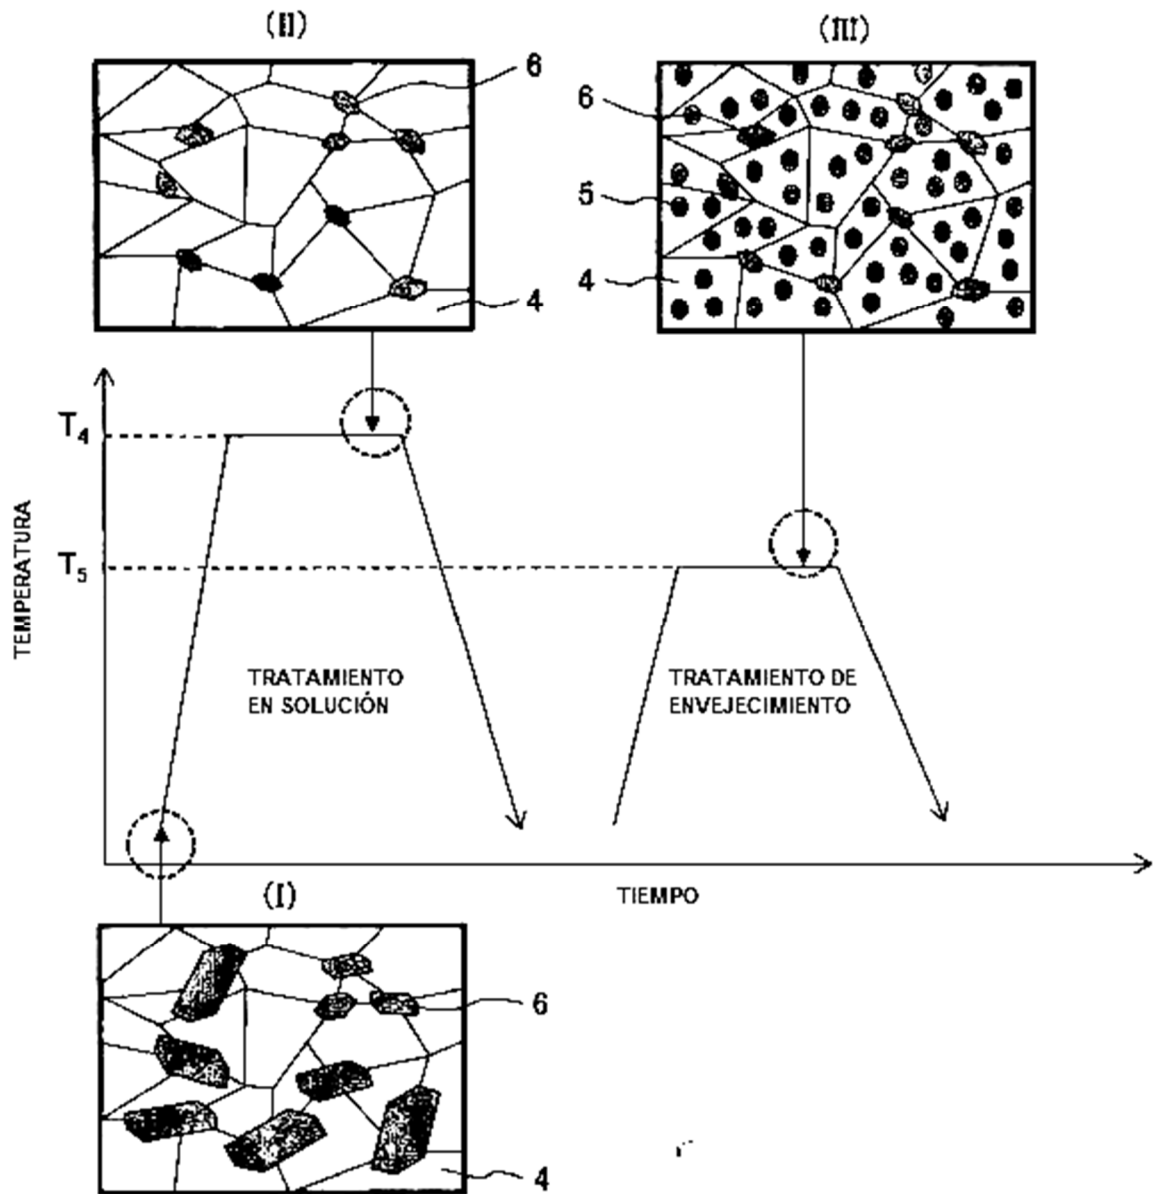 (II)
(III)
6
4
6
5
4
T4
T5
TEMPERATURA
TRATAMIENTO
EN SOLUCIÓN
TRATAMIENTO DE
ENVEJECIMIENTO
TIEMPO
(I)
6
4